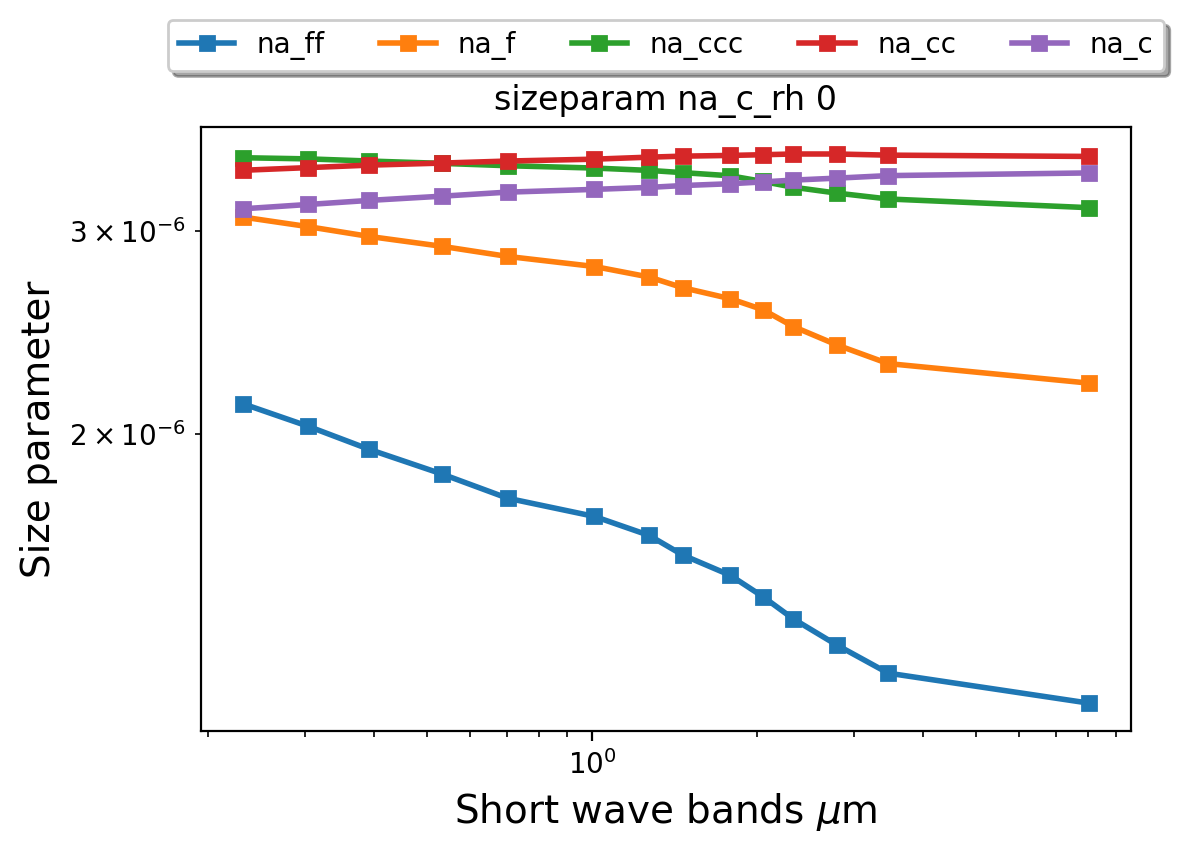 na_ff na_f na_ccc na_cc na_c
sizeparam na_c_rh 0
Size parameter
3 × 10⁻⁶
2 × 10⁻⁶
10⁰
Short wave bands μm